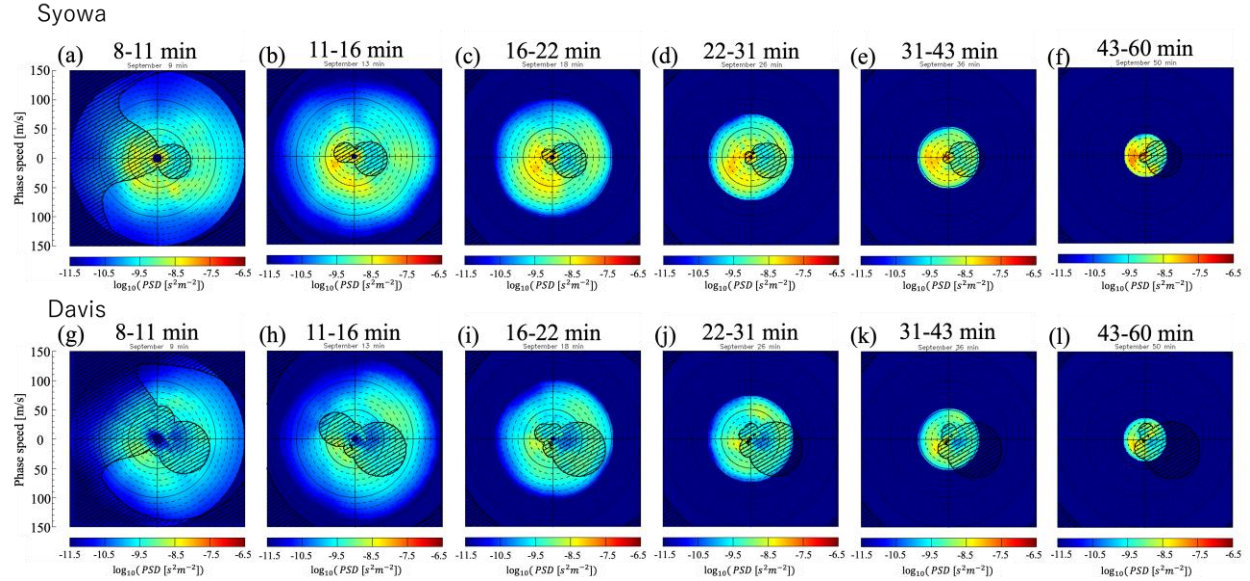 Syowa
(a) 8-11 min (b) 11-16 min (c) 16-22 min (d) 22-31 min (e) 31-43 min (f) 43-60 min
September 9 min September 13 min September 18 min September 26 min September 36 min September 50 min
150
100
50
0
50
100
150
Phase speed [m/s]
-11.5 -10.5 -9.5 -8.5 -7.5 -6.5 -11.5 -10.5 -9.5 -8.5 -7.5 -6.5 -11.5 -10.5 -9.5 -8.5 -7.5 -6.5 -11.5 -10.5 -9.5 -8.5 -7.5 -6.5 -11.5 -10.5 -9.5 -8.5 -7.5 -6.5 -11.5 -10.5 -9.5 -8.5 -7.5 -6.5
log₁₀(PSD [s²m⁻²]) log₁₀(PSD [s²m⁻²]) log₁₀(PSD [s²m⁻²]) log₁₀(PSD [s²m⁻²]) log₁₀(PSD [s²m⁻²]) log₁₀(PSD [s²m⁻²])
Davis
(g) 8-11 min (h) 11-16 min (i) 16-22 min (j) 22-31 min (k) 31-43 min (l) 43-60 min
September 9 min September 13 min September 18 min September 26 min September 36 min September 50 min
150
100
50
0
50
100
150
Phase speed [m/s]
-11.5 -10.5 -9.5 -8.5 -7.5 -6.5 -11.5 -10.5 -9.5 -8.5 -7.5 -6.5 -11.5 -10.5 -9.5 -8.5 -7.5 -6.5 -11.5 -10.5 -9.5 -8.5 -7.5 -6.5 -11.5 -10.5 -9.5 -8.5 -7.5 -6.5 -11.5 -10.5 -9.5 -8.5 -7.5 -6.5
log₁₀(PSD [s²m⁻²]) log₁₀(PSD [s²m⁻²]) log₁₀(PSD [s²m⁻²]) log₁₀(PSD [s²m⁻²]) log₁₀(PSD [s²m⁻²]) log₁₀(PSD [s²m⁻²])